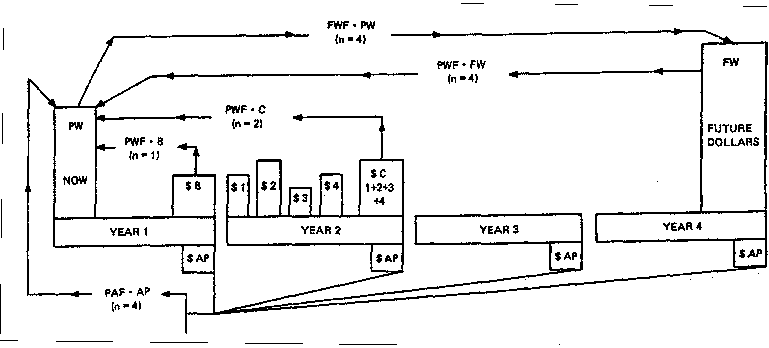 FWF • PW
(n = 4)
FW
PWF • FW
(n = 4)
PWF • C
(n = 2)
PW
PWF • B
(n = 1)
FUTURE
DOLLARS
NOW
$ B
$ 1
$ 2
$ 3
$ 4
$ C
1+2+3
+4
YEAR 1
YEAR 2
YEAR 3
YEAR 4
$ AP
$ AP
$ AP
$ AP
PAF • AP
(n = 4)